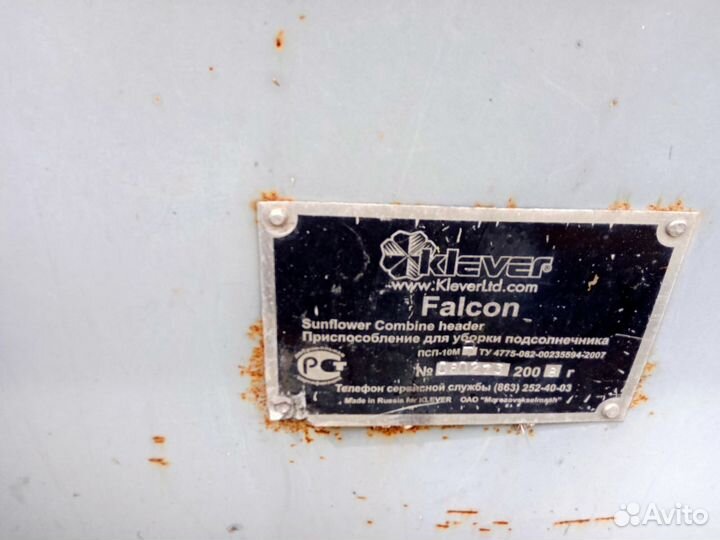 Klever
www.KleverLtd.com
Falcon
Sunflower Combine header
Приспособление для уборки подсолнечника
ПСП-10М ТУ 4775-082-00235594-2007
№ 200 г
Телефон сервисной службы (863) 252-40-03
Made in Russia for KLEVER ОАО "Morozovskselmash"
Avito